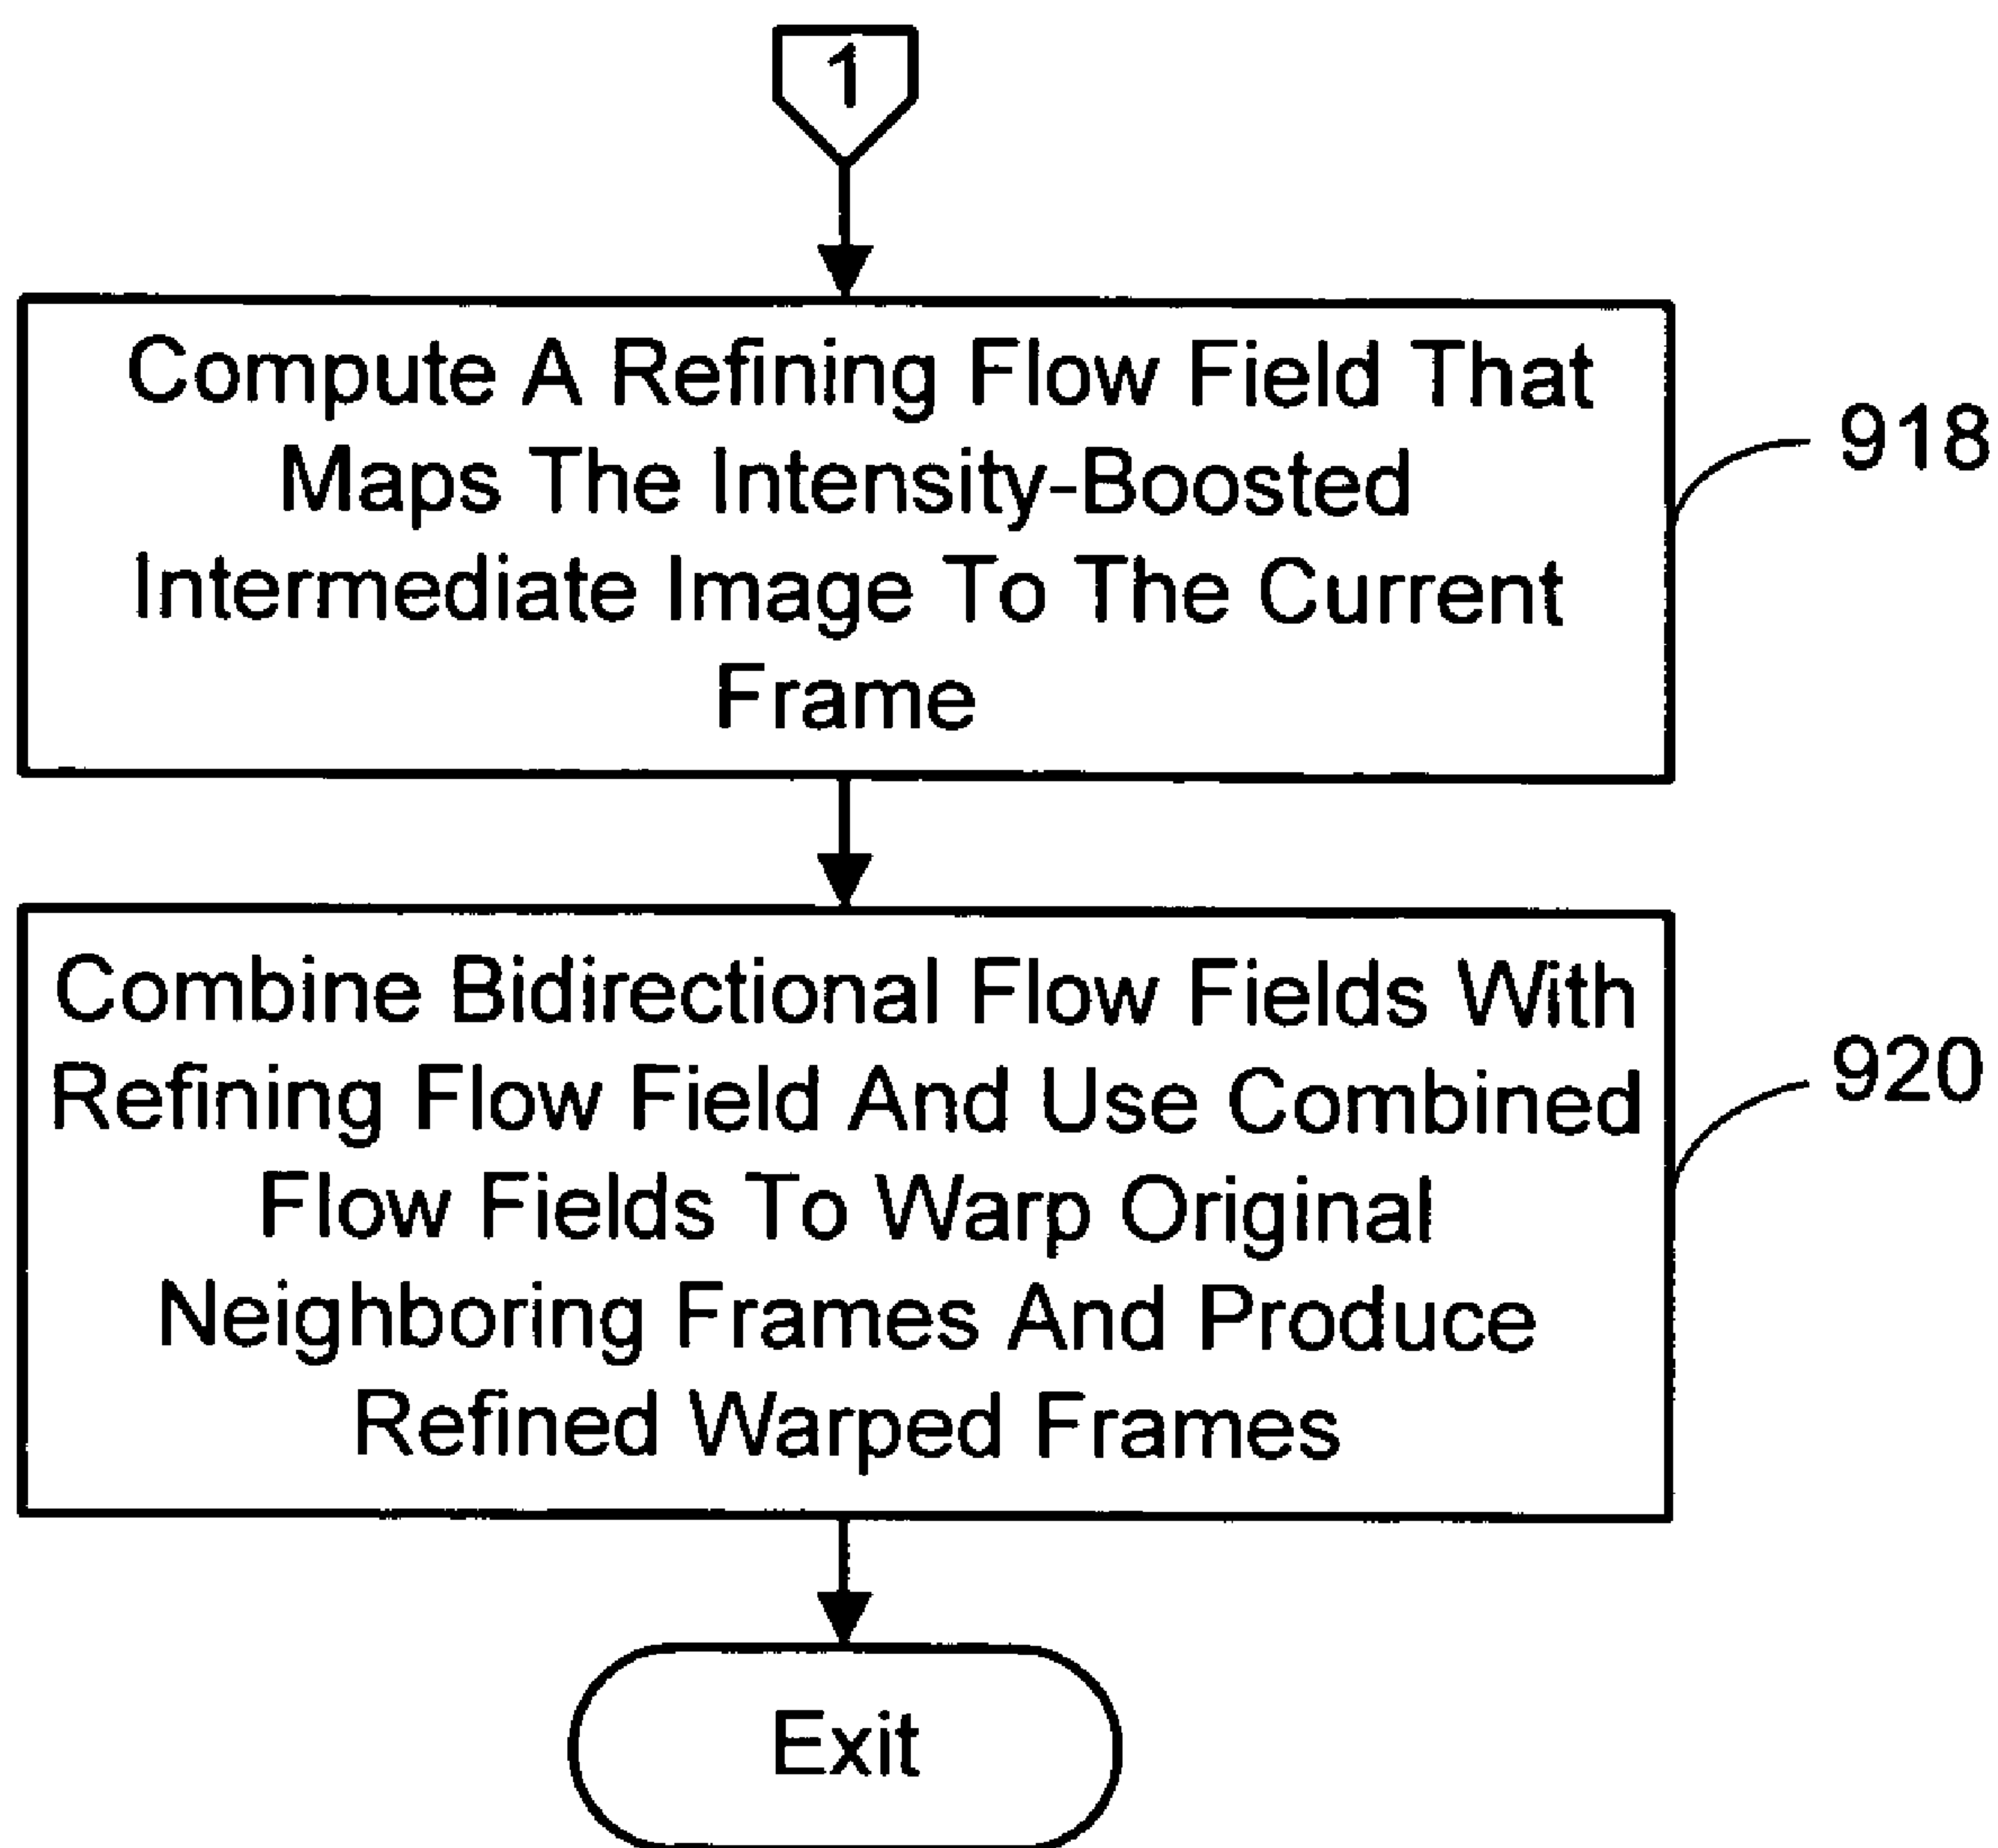 1
Compute A Refining Flow Field That
Maps The Intensity-Boosted
Intermediate Image To The Current
Frame
918
Combine Bidirectional Flow Fields With
Refining Flow Field And Use Combined
Flow Fields To Warp Original
Neighboring Frames And Produce
Refined Warped Frames
920
Exit